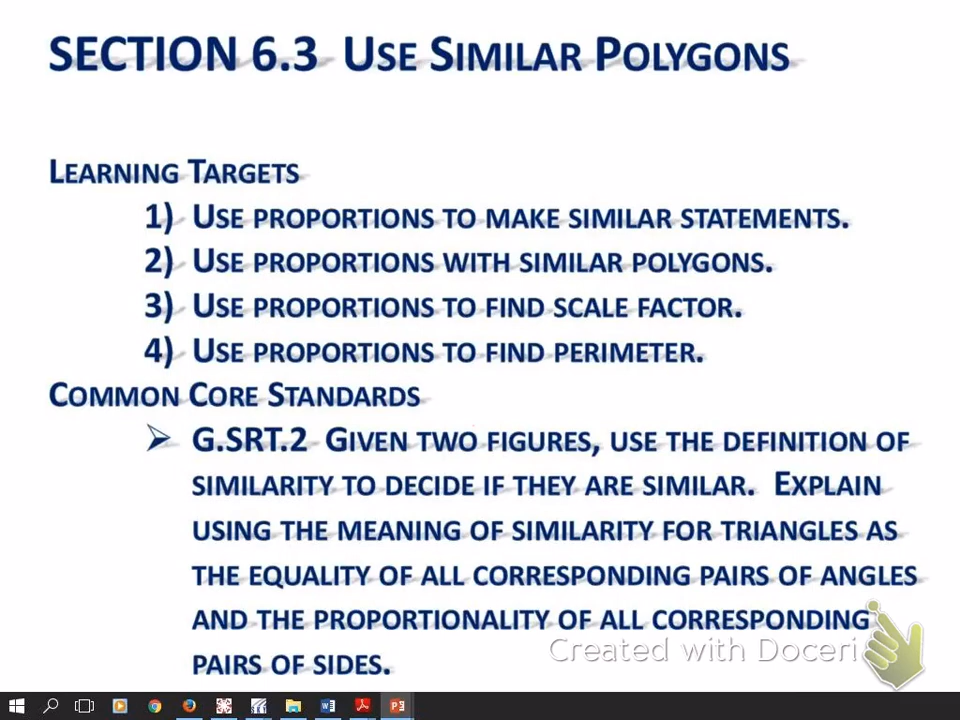 SECTION 6.3 USE SIMILAR POLYGONS
LEARNING TARGETS
1) USE PROPORTIONS TO MAKE SIMILAR STATEMENTS.
2) USE PROPORTIONS WITH SIMILAR POLYGONS.
3) USE PROPORTIONS TO FIND SCALE FACTOR.
4) USE PROPORTIONS TO FIND PERIMETER.
COMMON CORE STANDARDS
➢ G.SRT.2 GIVEN TWO FIGURES, USE THE DEFINITION OF
SIMILARITY TO DECIDE IF THEY ARE SIMILAR. EXPLAIN
USING THE MEANING OF SIMILARITY FOR TRIANGLES AS
THE EQUALITY OF ALL CORRESPONDING PAIRS OF ANGLES
AND THE PROPORTIONALITY OF ALL CORRESPONDING
PAIRS OF SIDES.
Created with Doceri